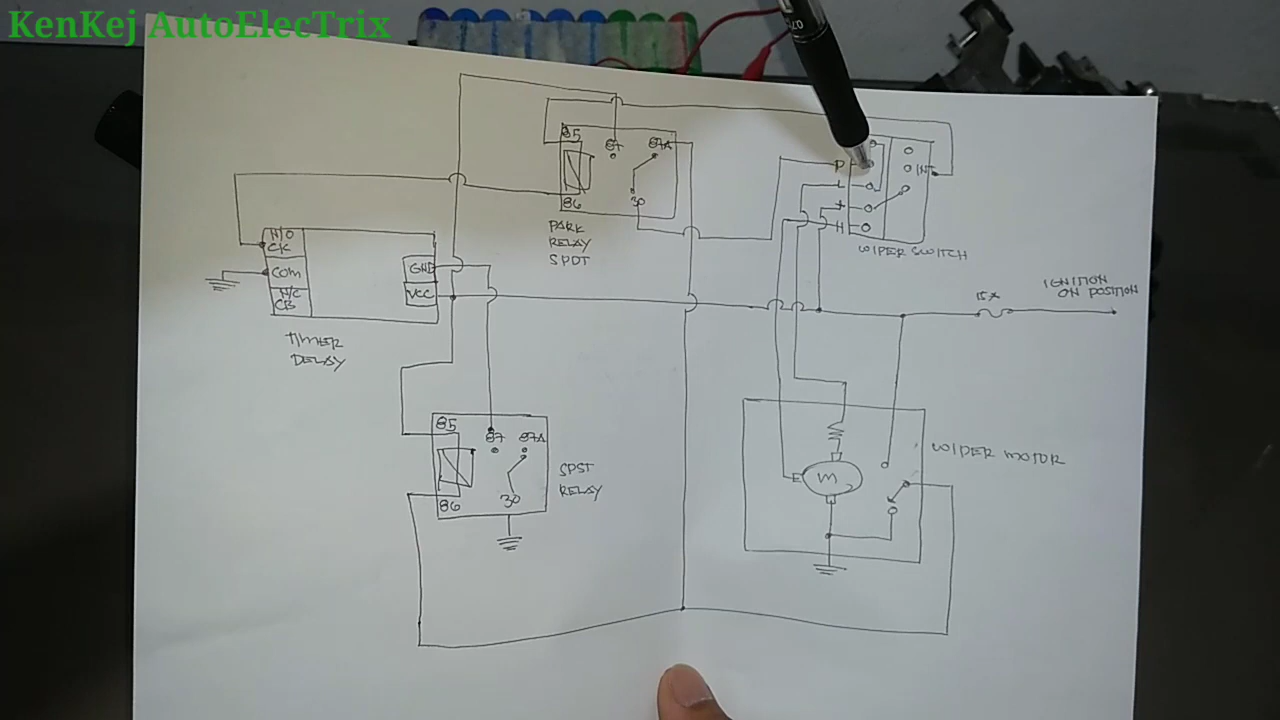 KenKej AutoElecTrix
85
87
87A
86
30
PARK
RELAY
SPDT
P
L
+
H
INT
WIPER SWITCH
N/O
CK
COM
N/C
CB
GND
VCC
TIMER
DELAY
15A
IGNITION
ON POSITION
85
87
87A
86
30
SPST
RELAY
M
WIPER MOTOR